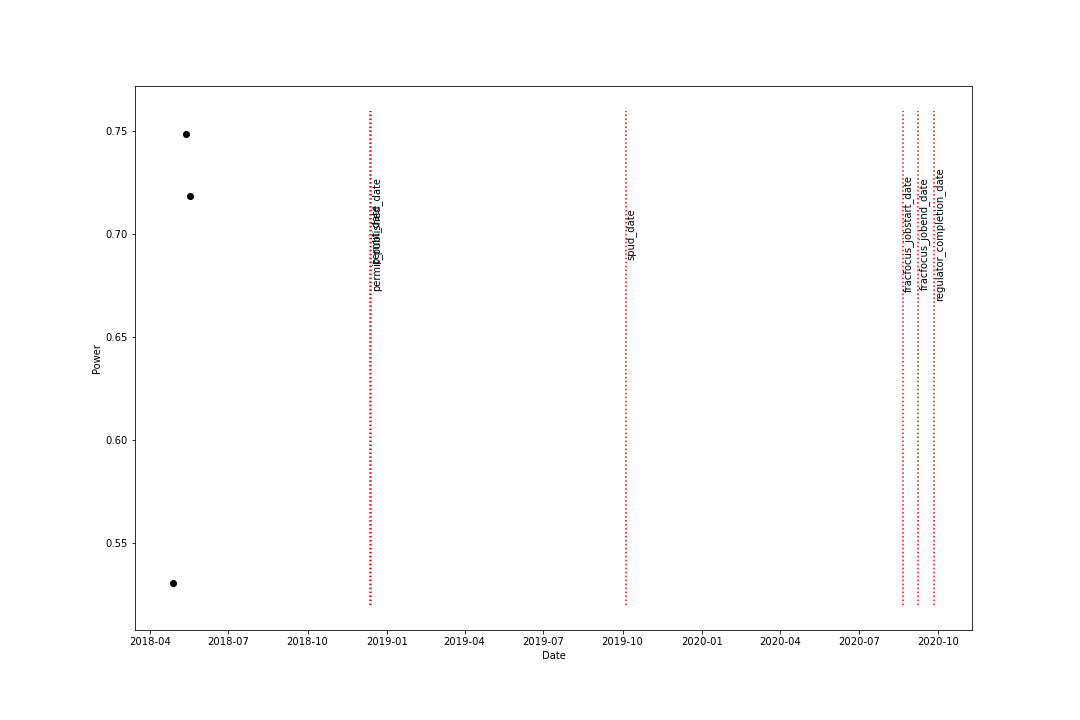 0.75
0.70
0.65
0.60
0.55
Power
spud_date
fracfocus_jobstart_date
fracfocus_jobend_date
regulator_completion_date
2018-04
2018-07
2018-10
2019-01
2019-04
2019-07
2019-10
2020-01
2020-04
2020-07
2020-10
Date